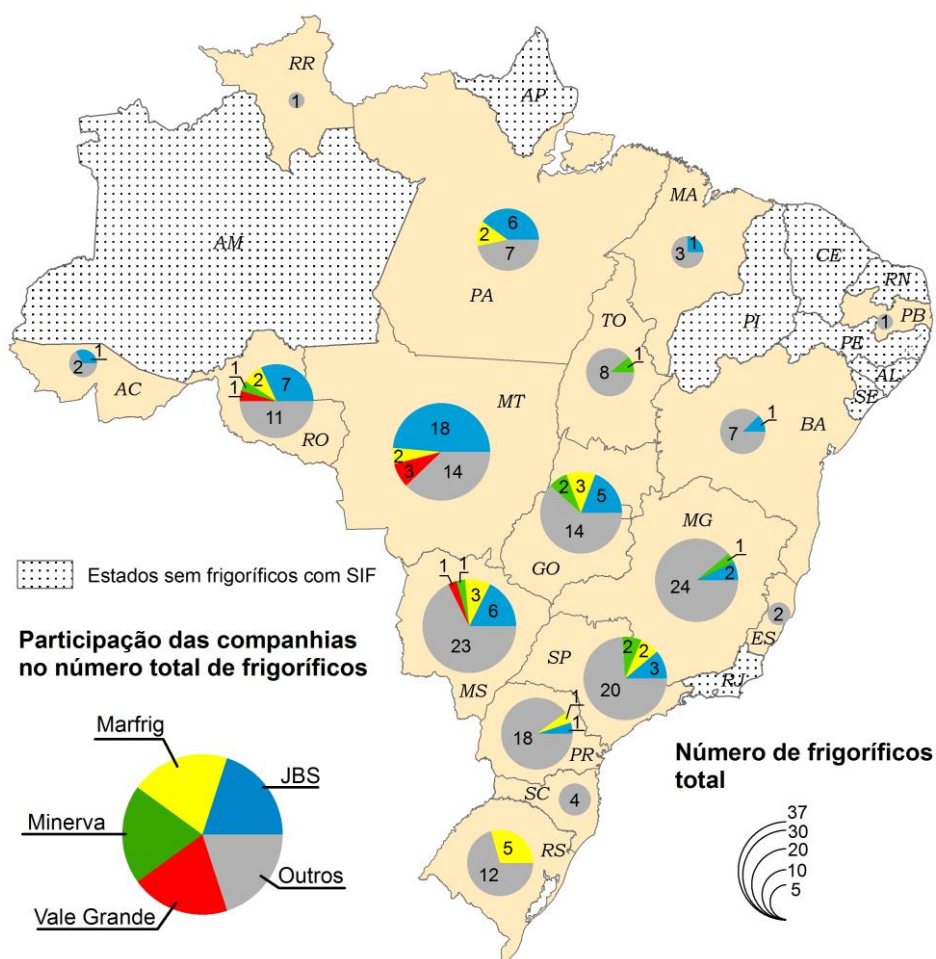 RR
1
AP
AM
PA
6
2
7
MA
1
3
CE
RN
PB
1
PI
PE
AL
SE
TO
1
8
AC
1
2
RO
1
1
2
7
11
MT
18
2
3
14
BA
1
7
GO
2
3
5
14
MG
1
2
24
ES
2
RJ
MS
1
1
3
6
23
SP
2
2
3
20
PR
1
1
18
SC
4
RS
5
12
Estados sem frigoríficos com SIF
Participação das companhias
no número total de frigoríficos
Marfrig
JBS
Minerva
Outros
Vale Grande
Número de frigoríficos
total
37
30
20
10
5